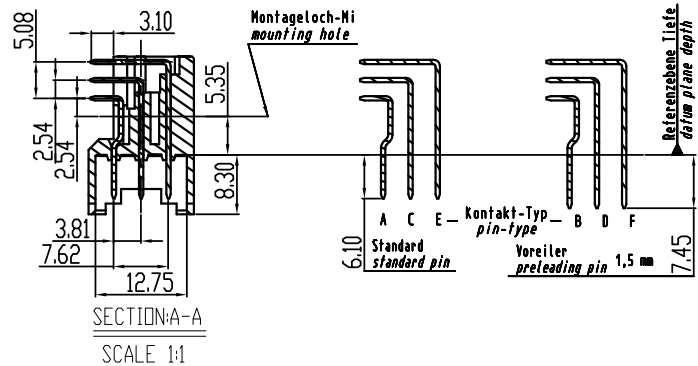 3.10
5.08
2.54
2.54
5.35
8.30
3.81
7.62
12.75
SECTION:A-A
SCALE 1:1
Montageloch-Mi
mounting hole
A C E — Kontakt-Typ — B D F
pin-type
6.10
Standard
standard pin
Voreiler
preleading pin 1,5 mm
7.45
Referenzebene Tiefe
datum plane depth